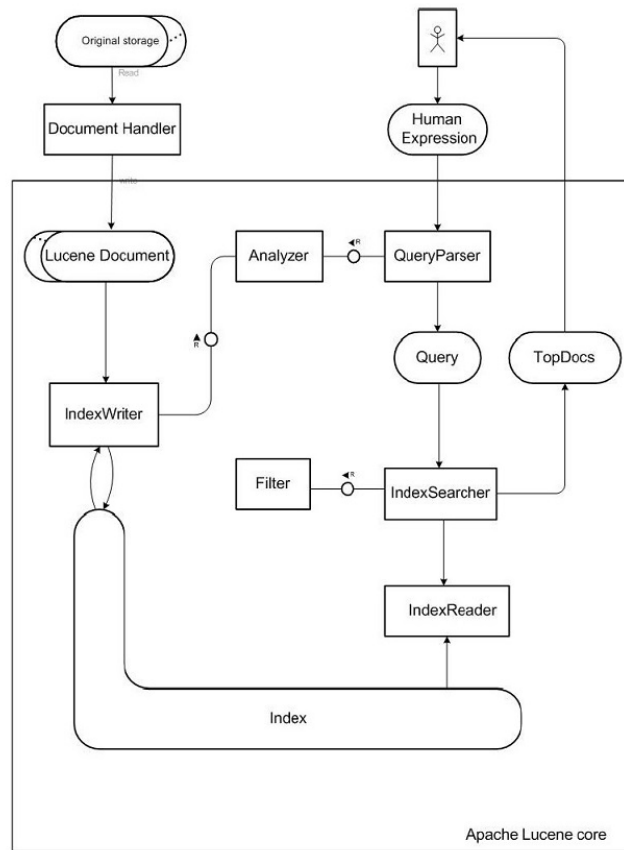 Original storage
Read
Document Handler
Human
Expression
write
Lucene Document
Analyzer
R
QueryParser
R
Query
TopDocs
IndexWriter
Filter
R
IndexSearcher
IndexReader
Index
Apache Lucene core